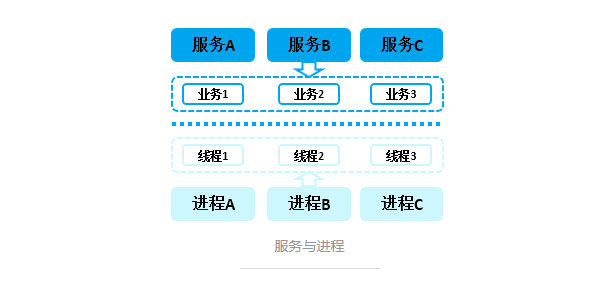 服务A 服务B 服务C
业务1 业务2 业务3
线程1 线程2 线程3
进程A 进程B 进程C
服务与进程